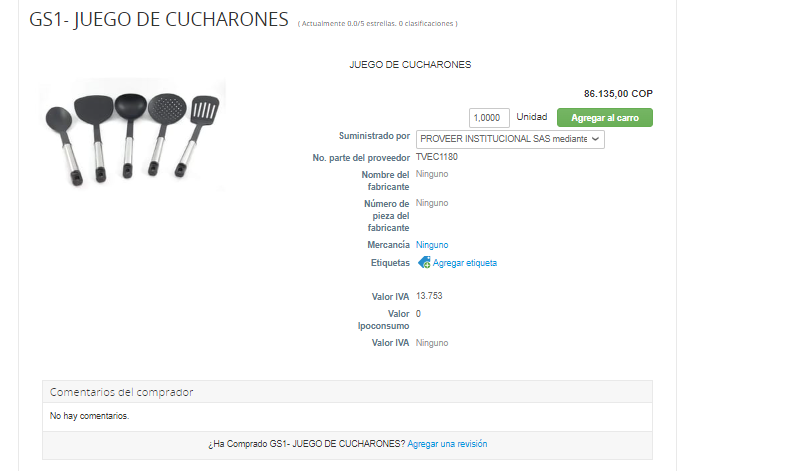 GS1- JUEGO DE CUCHARONES ( Actualmente 0.0/5 estrellas. 0 clasificaciones )
JUEGO DE CUCHARONES
86.135,00 COP
1,0000 Unidad Agregar al carro
Suministrado por PROVEER INSTITUCIONAL SAS mediante
No. parte del proveedor TVEC1180
Nombre del Ninguno
fabricante
Número de Ninguno
pieza del
fabricante
Mercancía Ninguno
Etiquetas Agregar etiqueta
Valor IVA 13.753
Valor 0
Ipoconsumo
Valor IVA Ninguno
Comentarios del comprador
No hay comentarios.
¿Ha Comprado GS1- JUEGO DE CUCHARONES? Agregar una revisión